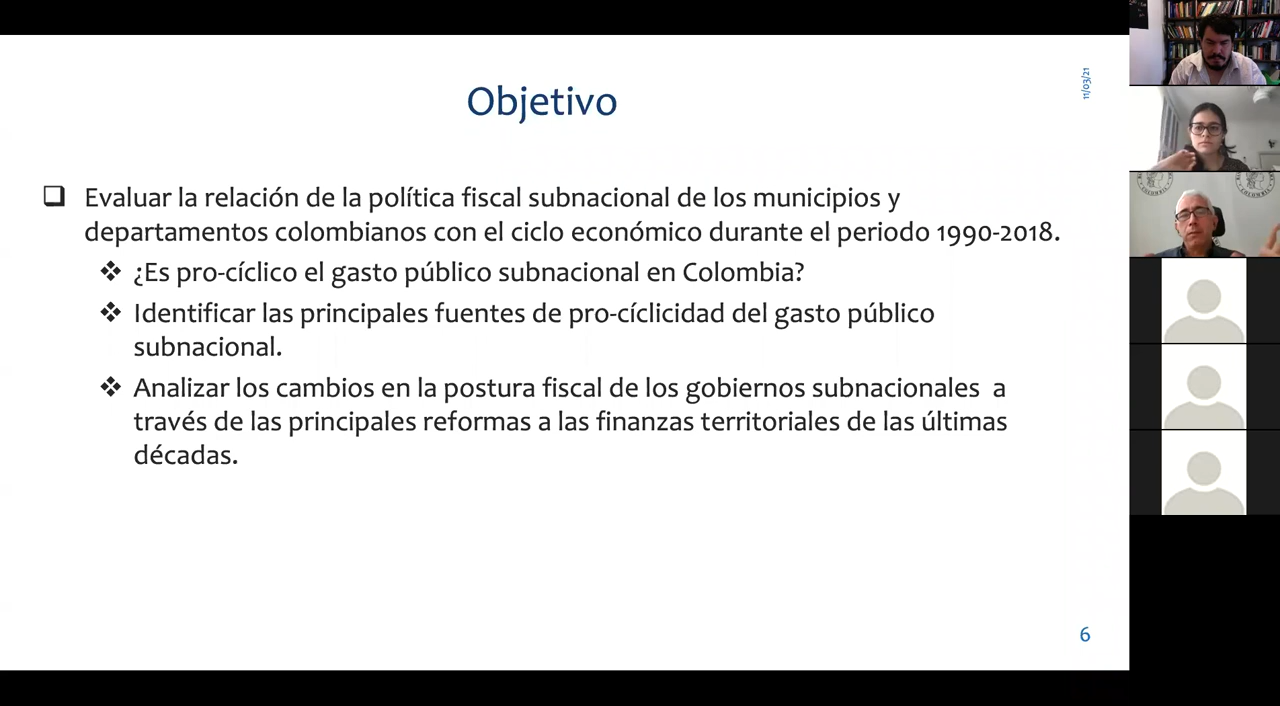 Objetivo
11/03/21
Evaluar la relación de la política fiscal subnacional de los municipios y
departamentos colombianos con el ciclo económico durante el periodo 1990-2018.
¿Es pro-cíclico el gasto público subnacional en Colombia?
Identificar las principales fuentes de pro-cíclicidad del gasto público
subnacional.
Analizar los cambios en la postura fiscal de los gobiernos subnacionales a
través de las principales reformas a las finanzas territoriales de las últimas
décadas.
6